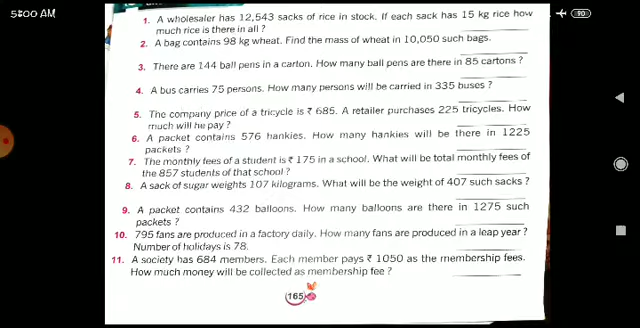 5:00 AM
90
1. A wholesaler has 12,543 sacks of rice in stock. If each sack has 15 kg rice how
much rice is there in all ?
2. A bag contains 98 kg wheat. Find the mass of wheat in 10,050 such bags.
3. There are 144 ball pens in a carton. How many ball pens are there in 85 cartons ?
4. A bus carries 75 persons. How many persons will be carried in 335 buses ?
5. The company price of a tricycle is ₹ 685. A retailer purchases 225 tricycles. How
much will he pay ?
6. A packet contains 576 hankies. How many hankies will be there in 1225
packets ?
7. The monthly fees of a student is ₹ 175 in a school. What will be total monthly fees of
the 857 students of that school ?
8. A sack of sugar weights 107 kilograms. What will be the weight of 407 such sacks ?
9. A packet contains 432 balloons. How many balloons are there in 1275 such
packets ?
10. 795 fans are produced in a factory daily. How many fans are produced in a leap year ?
Number of holidays is 78.
11. A society has 684 members. Each member pays ₹ 1050 as the membership fees.
How much money will be collected as membership fee ?
165